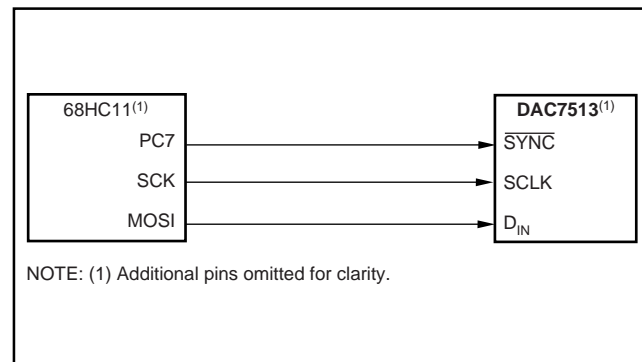 68HC11(1) DAC7513(1)
PC7 SYNC
SCK SCLK
MOSI DIN
NOTE: (1) Additional pins omitted for clarity.